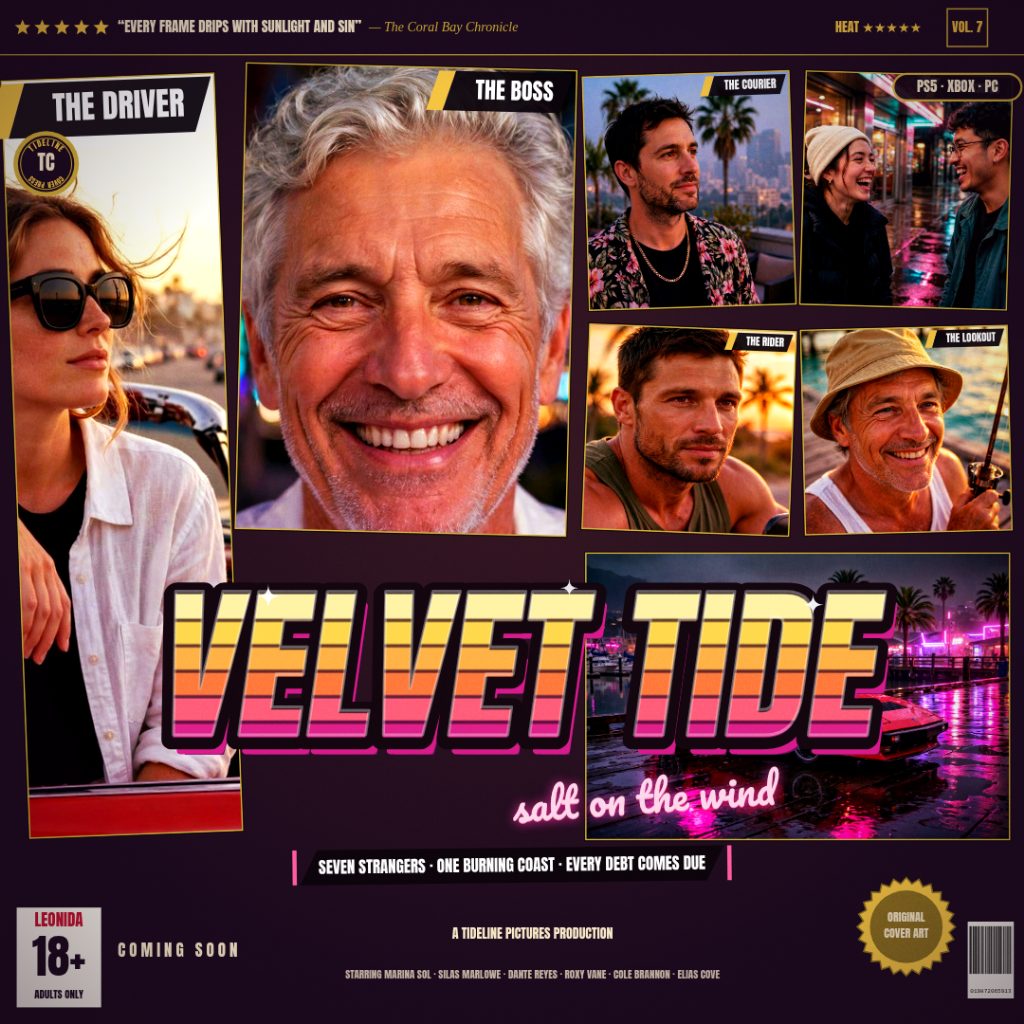 ★★★★★ “EVERY FRAME DRIPS WITH SUNLIGHT AND SIN” — The Coral Bay Chronicle
HEAT ★★★★★
VOL. 7
THE DRIVER
THE BOSS
THE COURIER
PS5 · XBOX · PC
TIDELINE
TC
COVER PRESS
THE RIDER
THE LOOKOUT
VELVET TIDE
salt on the wind
SEVEN STRANGERS · ONE BURNING COAST · EVERY DEBT COMES DUE
LEONIDA
18+
ADULTS ONLY
COMING SOON
A TIDELINE PICTURES PRODUCTION
STARRING MARINA SOL · SILAS MARLOWE · DANTE REYES · ROXY VANE · COLE BRANNON · ELIAS COVE
ORIGINAL
COVER ART